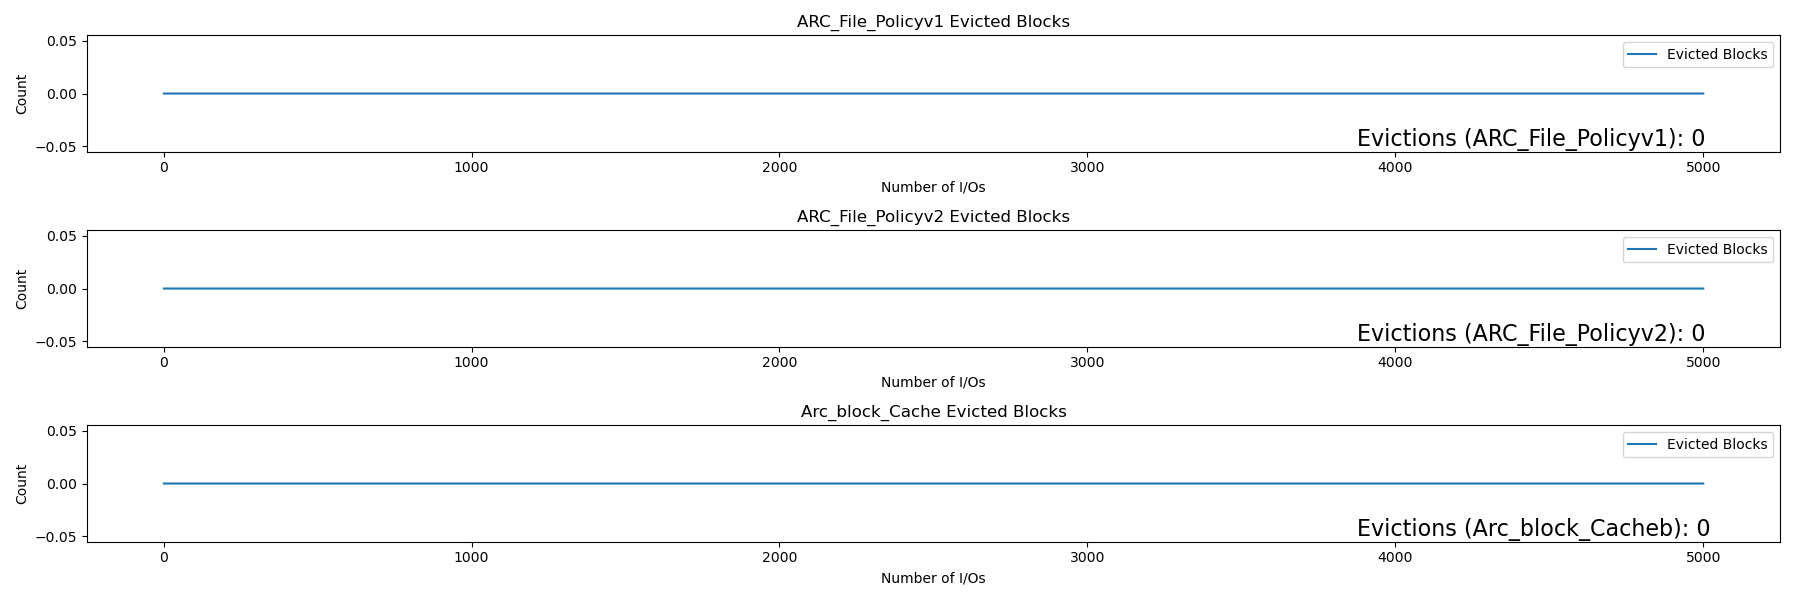 ARC_File_Policyv1 Evicted Blocks
0.05
0.00
−0.05
Count
Evicted Blocks
Evictions (ARC_File_Policyv1): 0
0 1000 2000 3000 4000 5000
Number of I/Os
ARC_File_Policyv2 Evicted Blocks
0.05
0.00
−0.05
Count
Evicted Blocks
Evictions (ARC_File_Policyv2): 0
0 1000 2000 3000 4000 5000
Number of I/Os
Arc_block_Cache Evicted Blocks
0.05
0.00
−0.05
Count
Evicted Blocks
Evictions (Arc_block_Cacheb): 0
0 1000 2000 3000 4000 5000
Number of I/Os